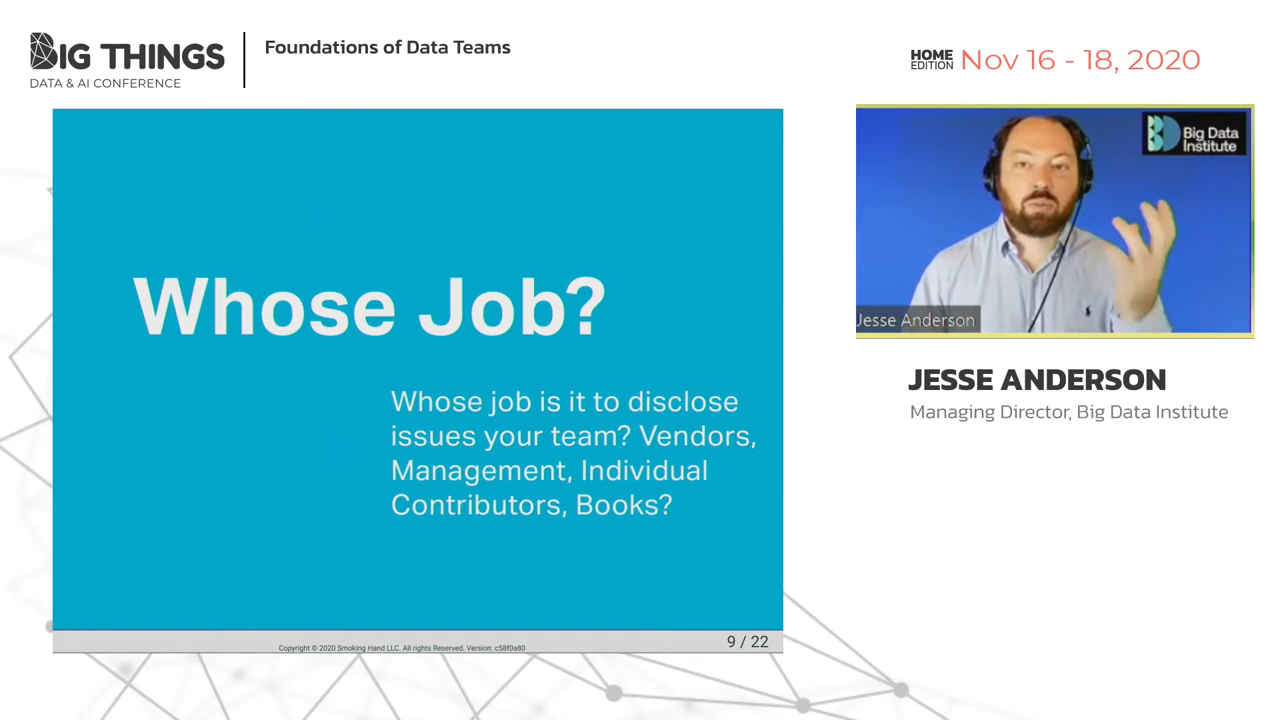 BIG THINGS
DATA & AI CONFERENCE
Foundations of Data Teams
HOME
EDITION
Nov 16 - 18, 2020
Whose Job?
Whose job is it to disclose
issues your team? Vendors,
Management, Individual
Contributors, Books?
Copyright © 2020 Smoking Hand LLC. All rights Reserved. Version: c58f0a80
9 / 22
Big Data
Institute
Jesse Anderson
JESSE ANDERSON
Managing Director, Big Data Institute